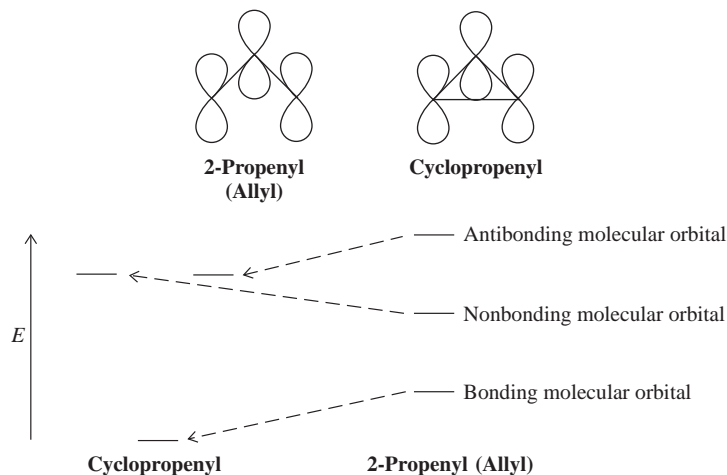 2-Propenyl
(Allyl)
Cyclopropenyl
Antibonding molecular orbital
Nonbonding molecular orbital
E
Bonding molecular orbital
Cyclopropenyl
2-Propenyl (Allyl)